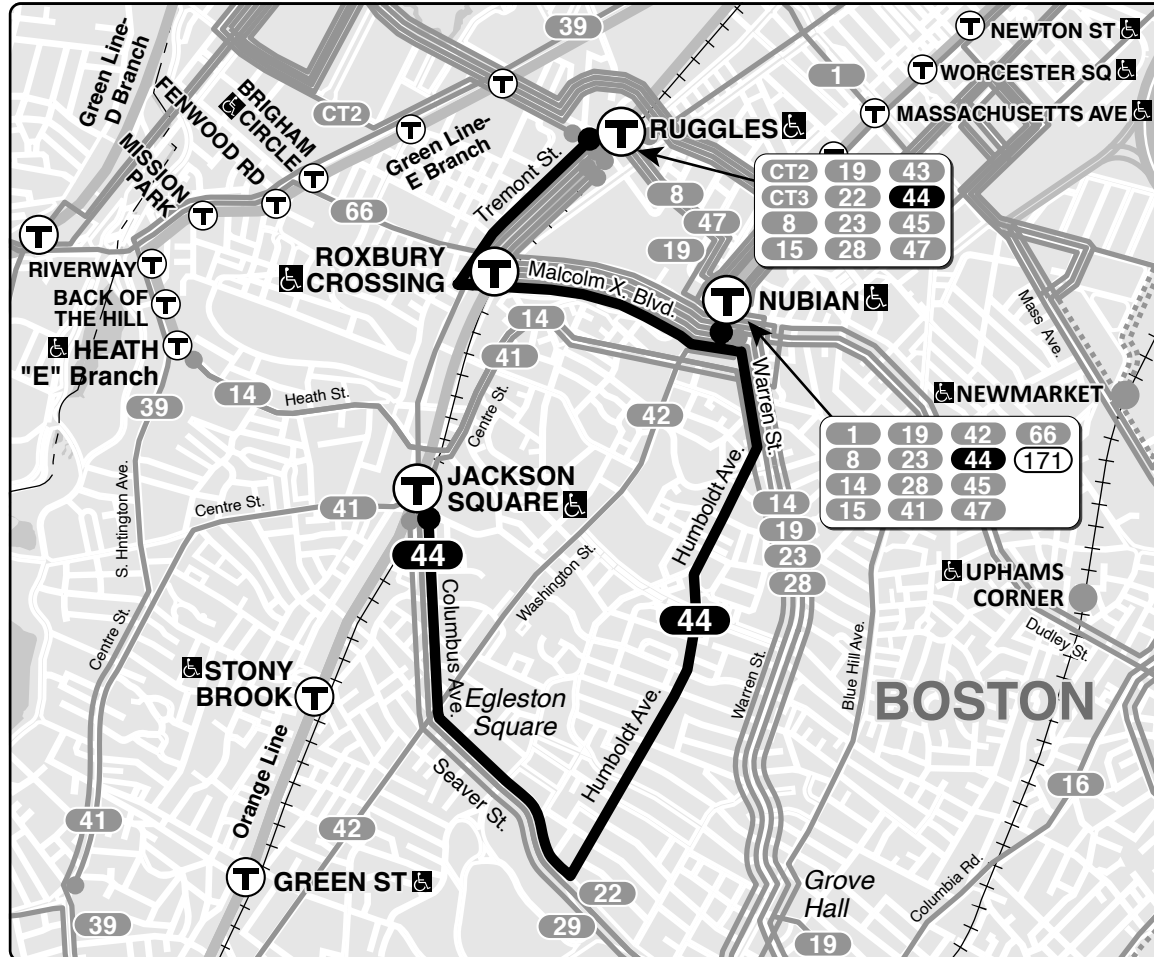 39
1
NEWTON ST
WORCESTER SQ
MASSACHUSETTS AVE
Green Line-
D Branch
FENWOOD RD
BRIGHAM
CIRCLE
MISSION
PARK
CT2
Green Line-
E Branch
T
T
T
T
T
T
T
T
T
RUGGLES
Tremont St.
CT2 19 43
CT3 22 44
8 23 45
15 28 47
8
47
19
66
T
RIVERWAY
T
BACK OF
THE HILL
T
HEATH
"E" Branch
T
ROXBURY
CROSSING
T
Malcolm X. Blvd.
T
NUBIAN
Mass Ave.
14
41
Centre St.
42
Warren St.
NEWMARKET
1 19 42 66
8 23 44 171
14 28 45
15 41 47
39
14
Heath St.
S. Hntington Ave.
Centre St.
41
T
JACKSON
SQUARE
44
Columbus Ave.
Washington St.
Humboldt Ave.
14
19
23
28
44
UPHAMS
CORNER
Dudley St.
Centre St.
STONY
BROOK
T
Orange Line
Egleston
Square
Humboldt Ave.
Warren St.
Blue Hill Ave.
BOSTON
Seaver St.
16
41
42
T
GREEN ST
22
29
Grove
Hall
Columbia Rd.
39
19